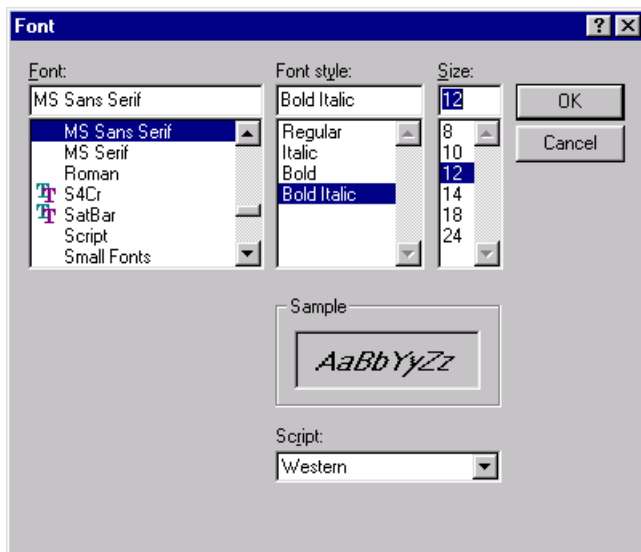 Font
Font:
MS Sans Serif
MS Sans Serif
MS Serif
Roman
S4Cr
SatBar
Script
Small Fonts
Font style:
Bold Italic
Regular
Italic
Bold
Bold Italic
Size:
12
8
10
12
14
18
24
OK
Cancel
Sample
AaBbYyZz
Script:
Western